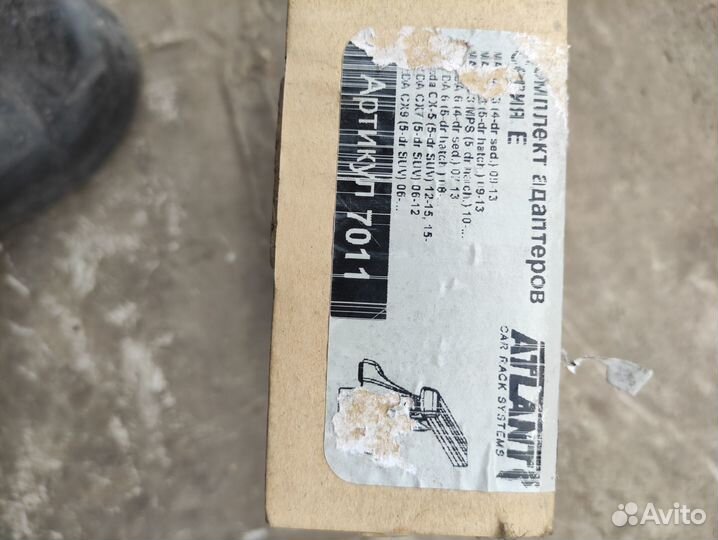 Комплект адаптеров
СЕРИЯ E
3 (4-dr sed.) 09-13
(5-dr hatch.) 09-13
3 MPS (5-dr hatch.) 10-...
DA 6 (4-dr sed.) 07-13
DA 6 (5-dr hatch.) 08-
zda CX-5 (5-dr SUV) 12-15, 15-
DA CX7 (5-dr SUV) 06-12
DA CX9 (5-dr SUV) 06-...
Артикул 7011
ATLANT
CAR RACK SYSTEMS
Avito